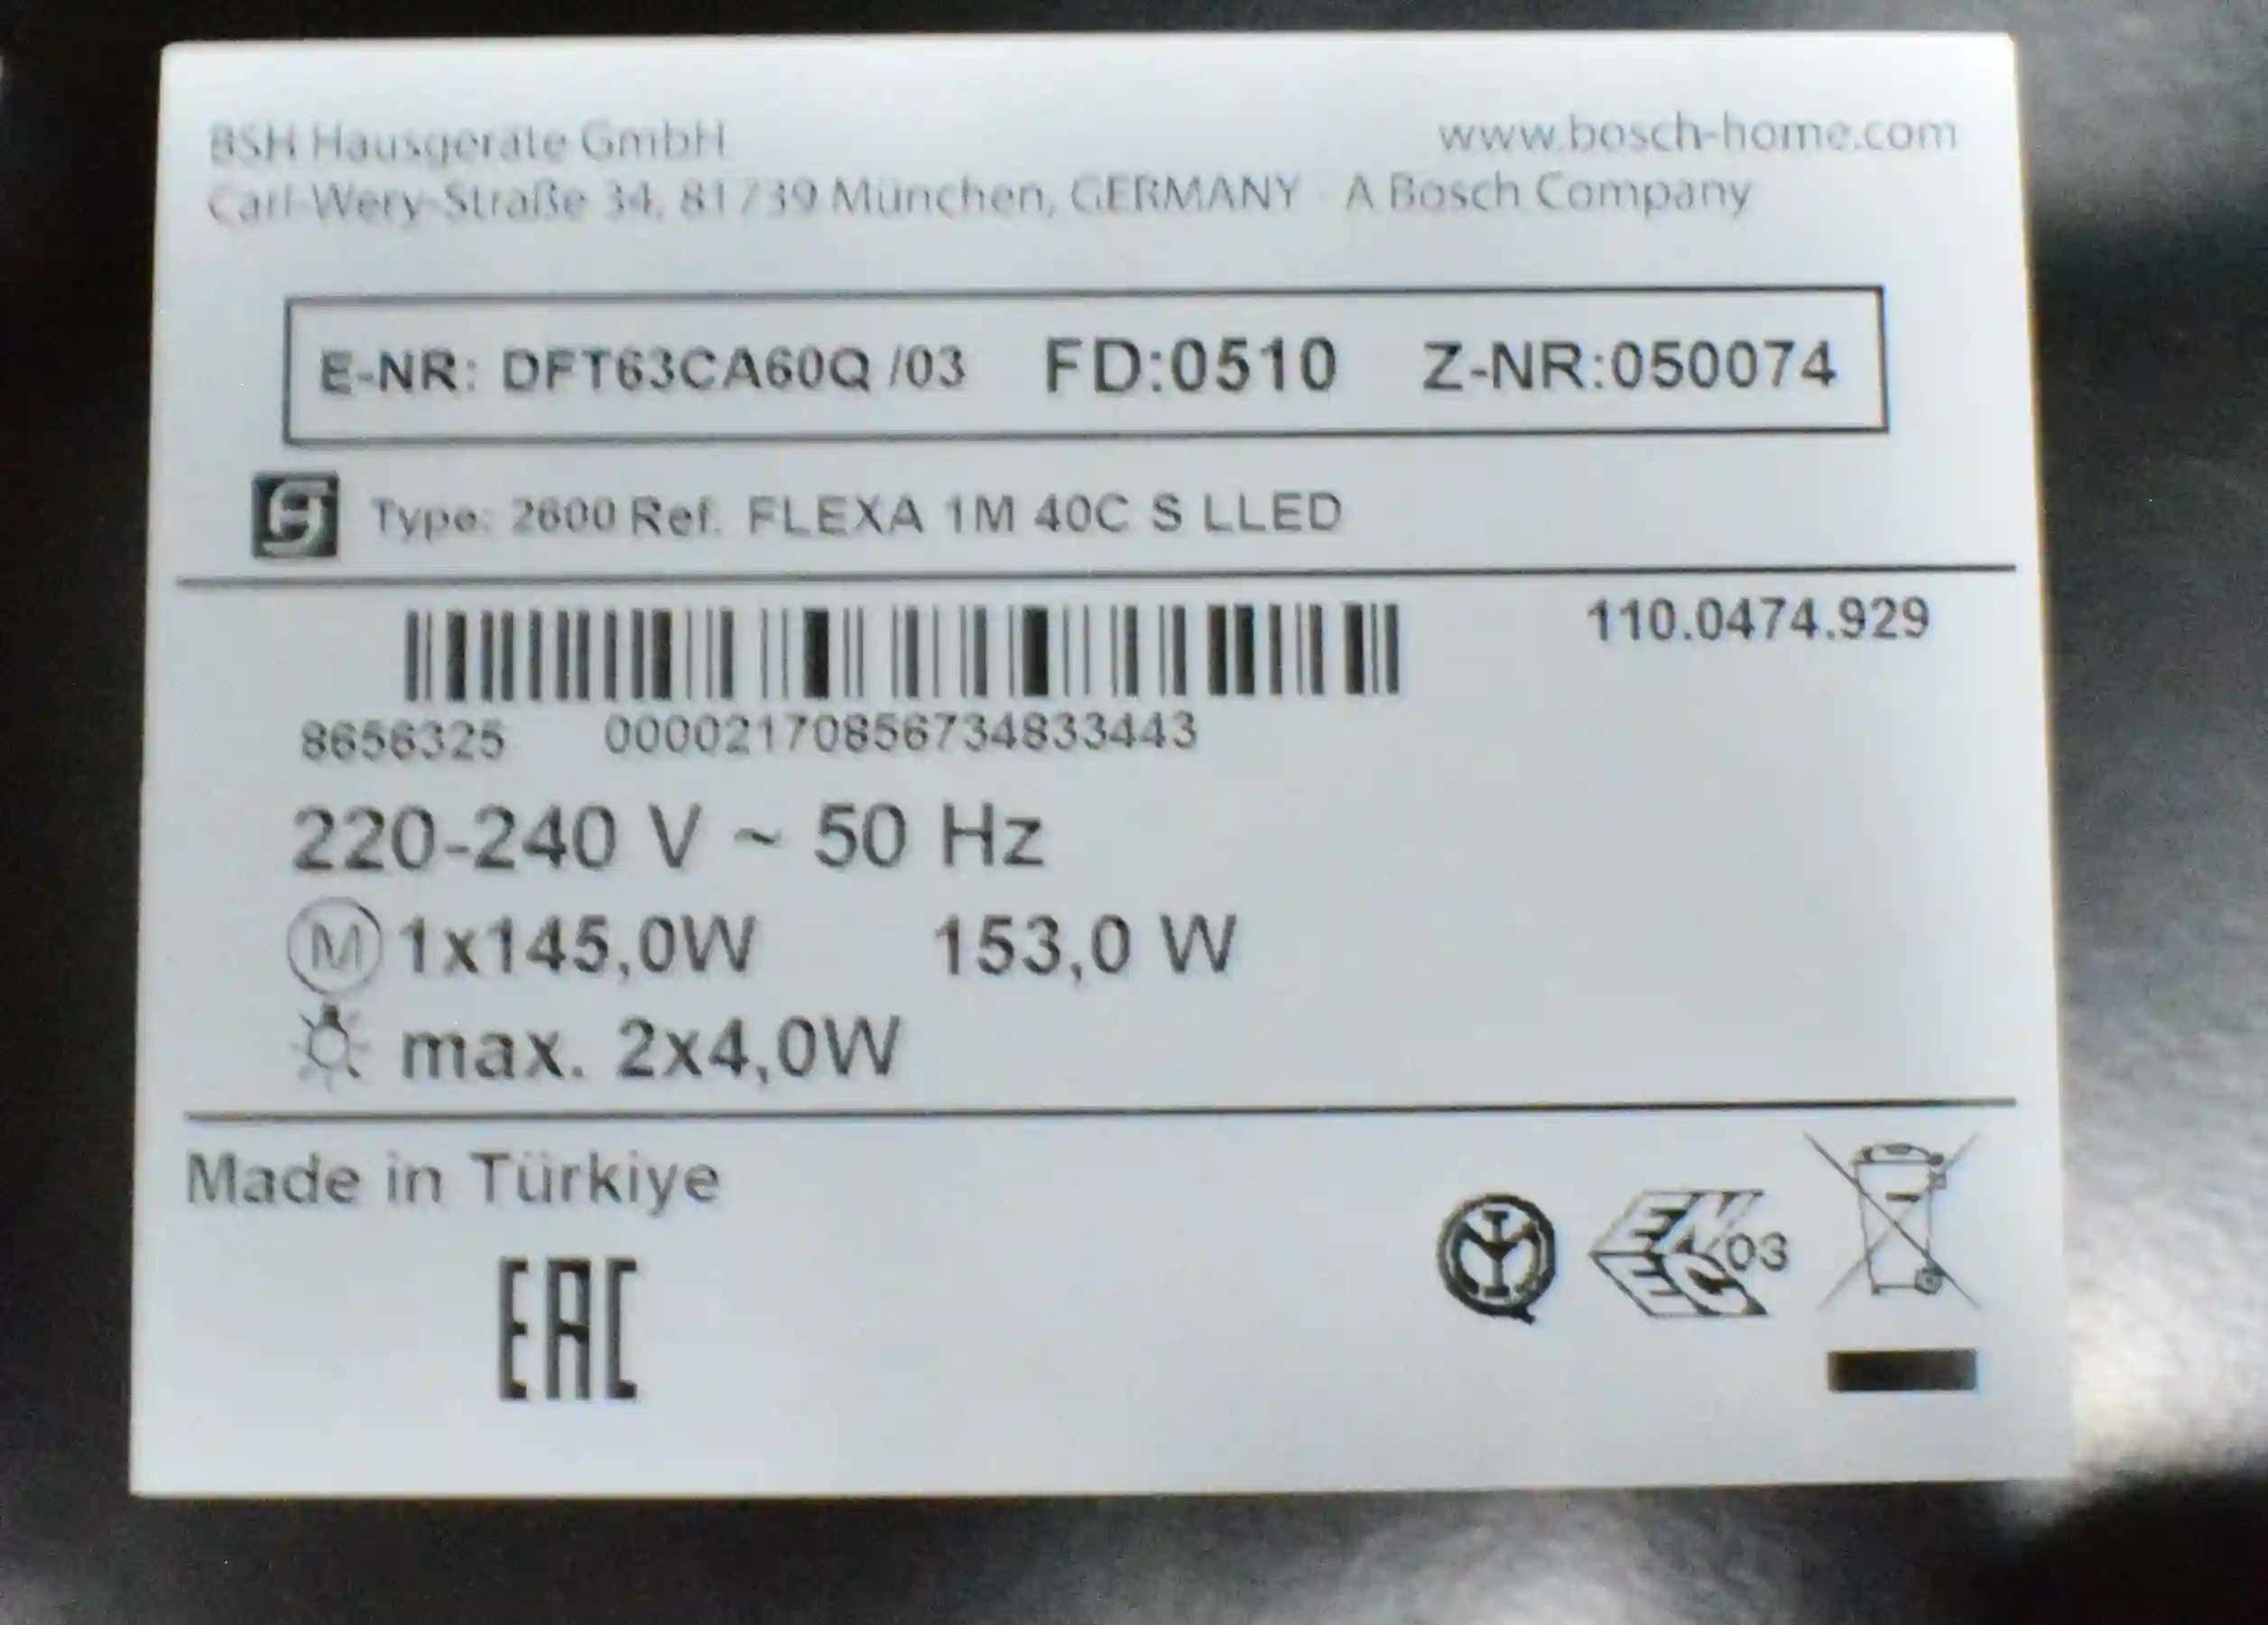 BSH Hausgeräte GmbH www.bosch-home.com
Carl-Wery-Straße 34, 81739 München, GERMANY - A Bosch Company
E-NR: DFT63CA60Q /03 FD:0510 Z-NR:050074
Type: 2600 Ref. FLEXA 1M 40C S LLED
110.0474.929
8656325 00002170856734833443
220-240 V ~ 50 Hz
M 1x145,0W 153,0 W
max. 2x4,0W
Made in Türkiye
EAC
ENEC 03